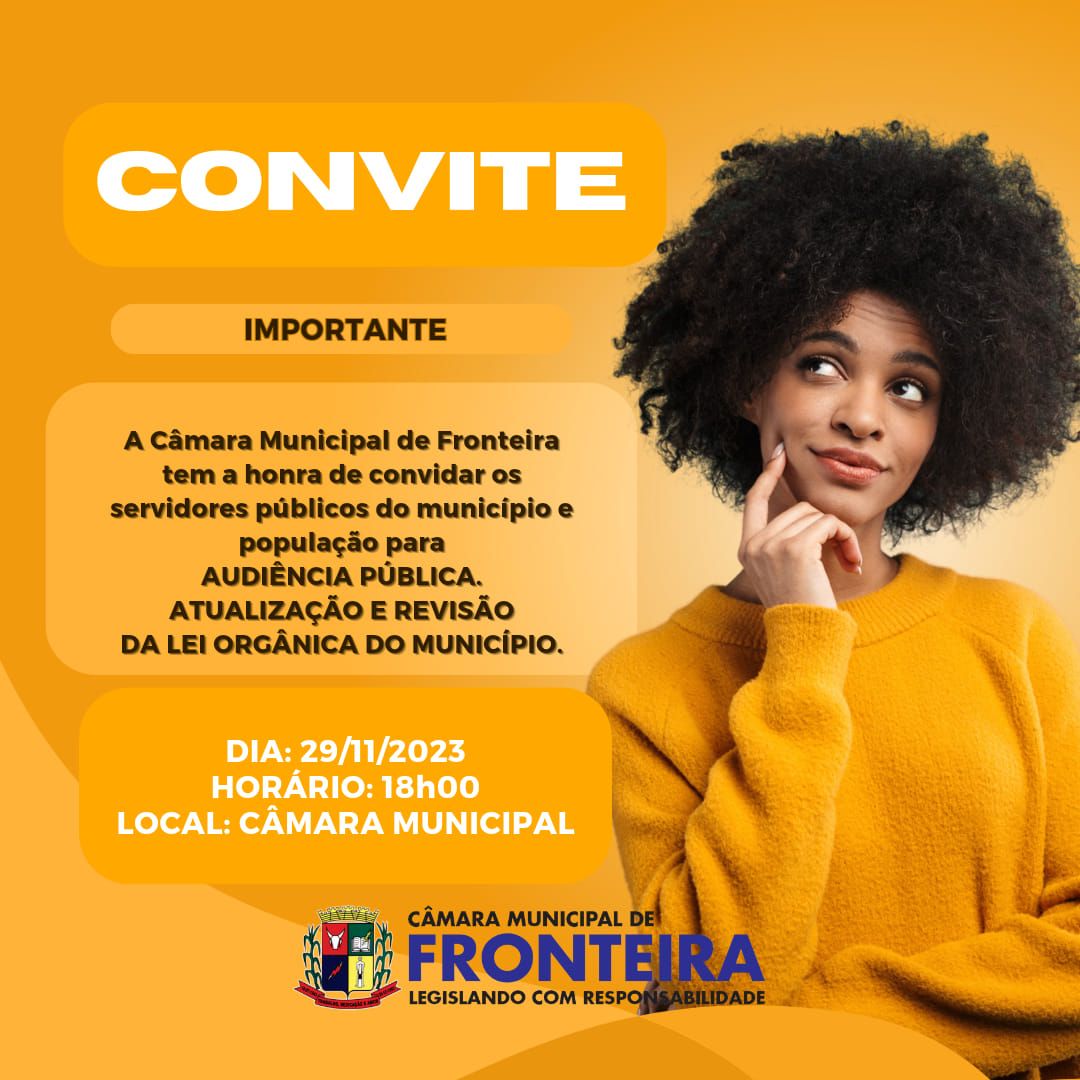 CONVITE
IMPORTANTE
A Câmara Municipal de Fronteira
tem a honra de convidar os
servidores públicos do município e
população para
AUDIÊNCIA PÚBLICA.
ATUALIZAÇÃO E REVISÃO
DA LEI ORGÂNICA DO MUNICÍPIO.
DIA: 29/11/2023
HORÁRIO: 18h00
LOCAL: CÂMARA MUNICIPAL
CÂMARA MUNICIPAL DE
FRONTEIRA
LEGISLANDO COM RESPONSABILIDADE